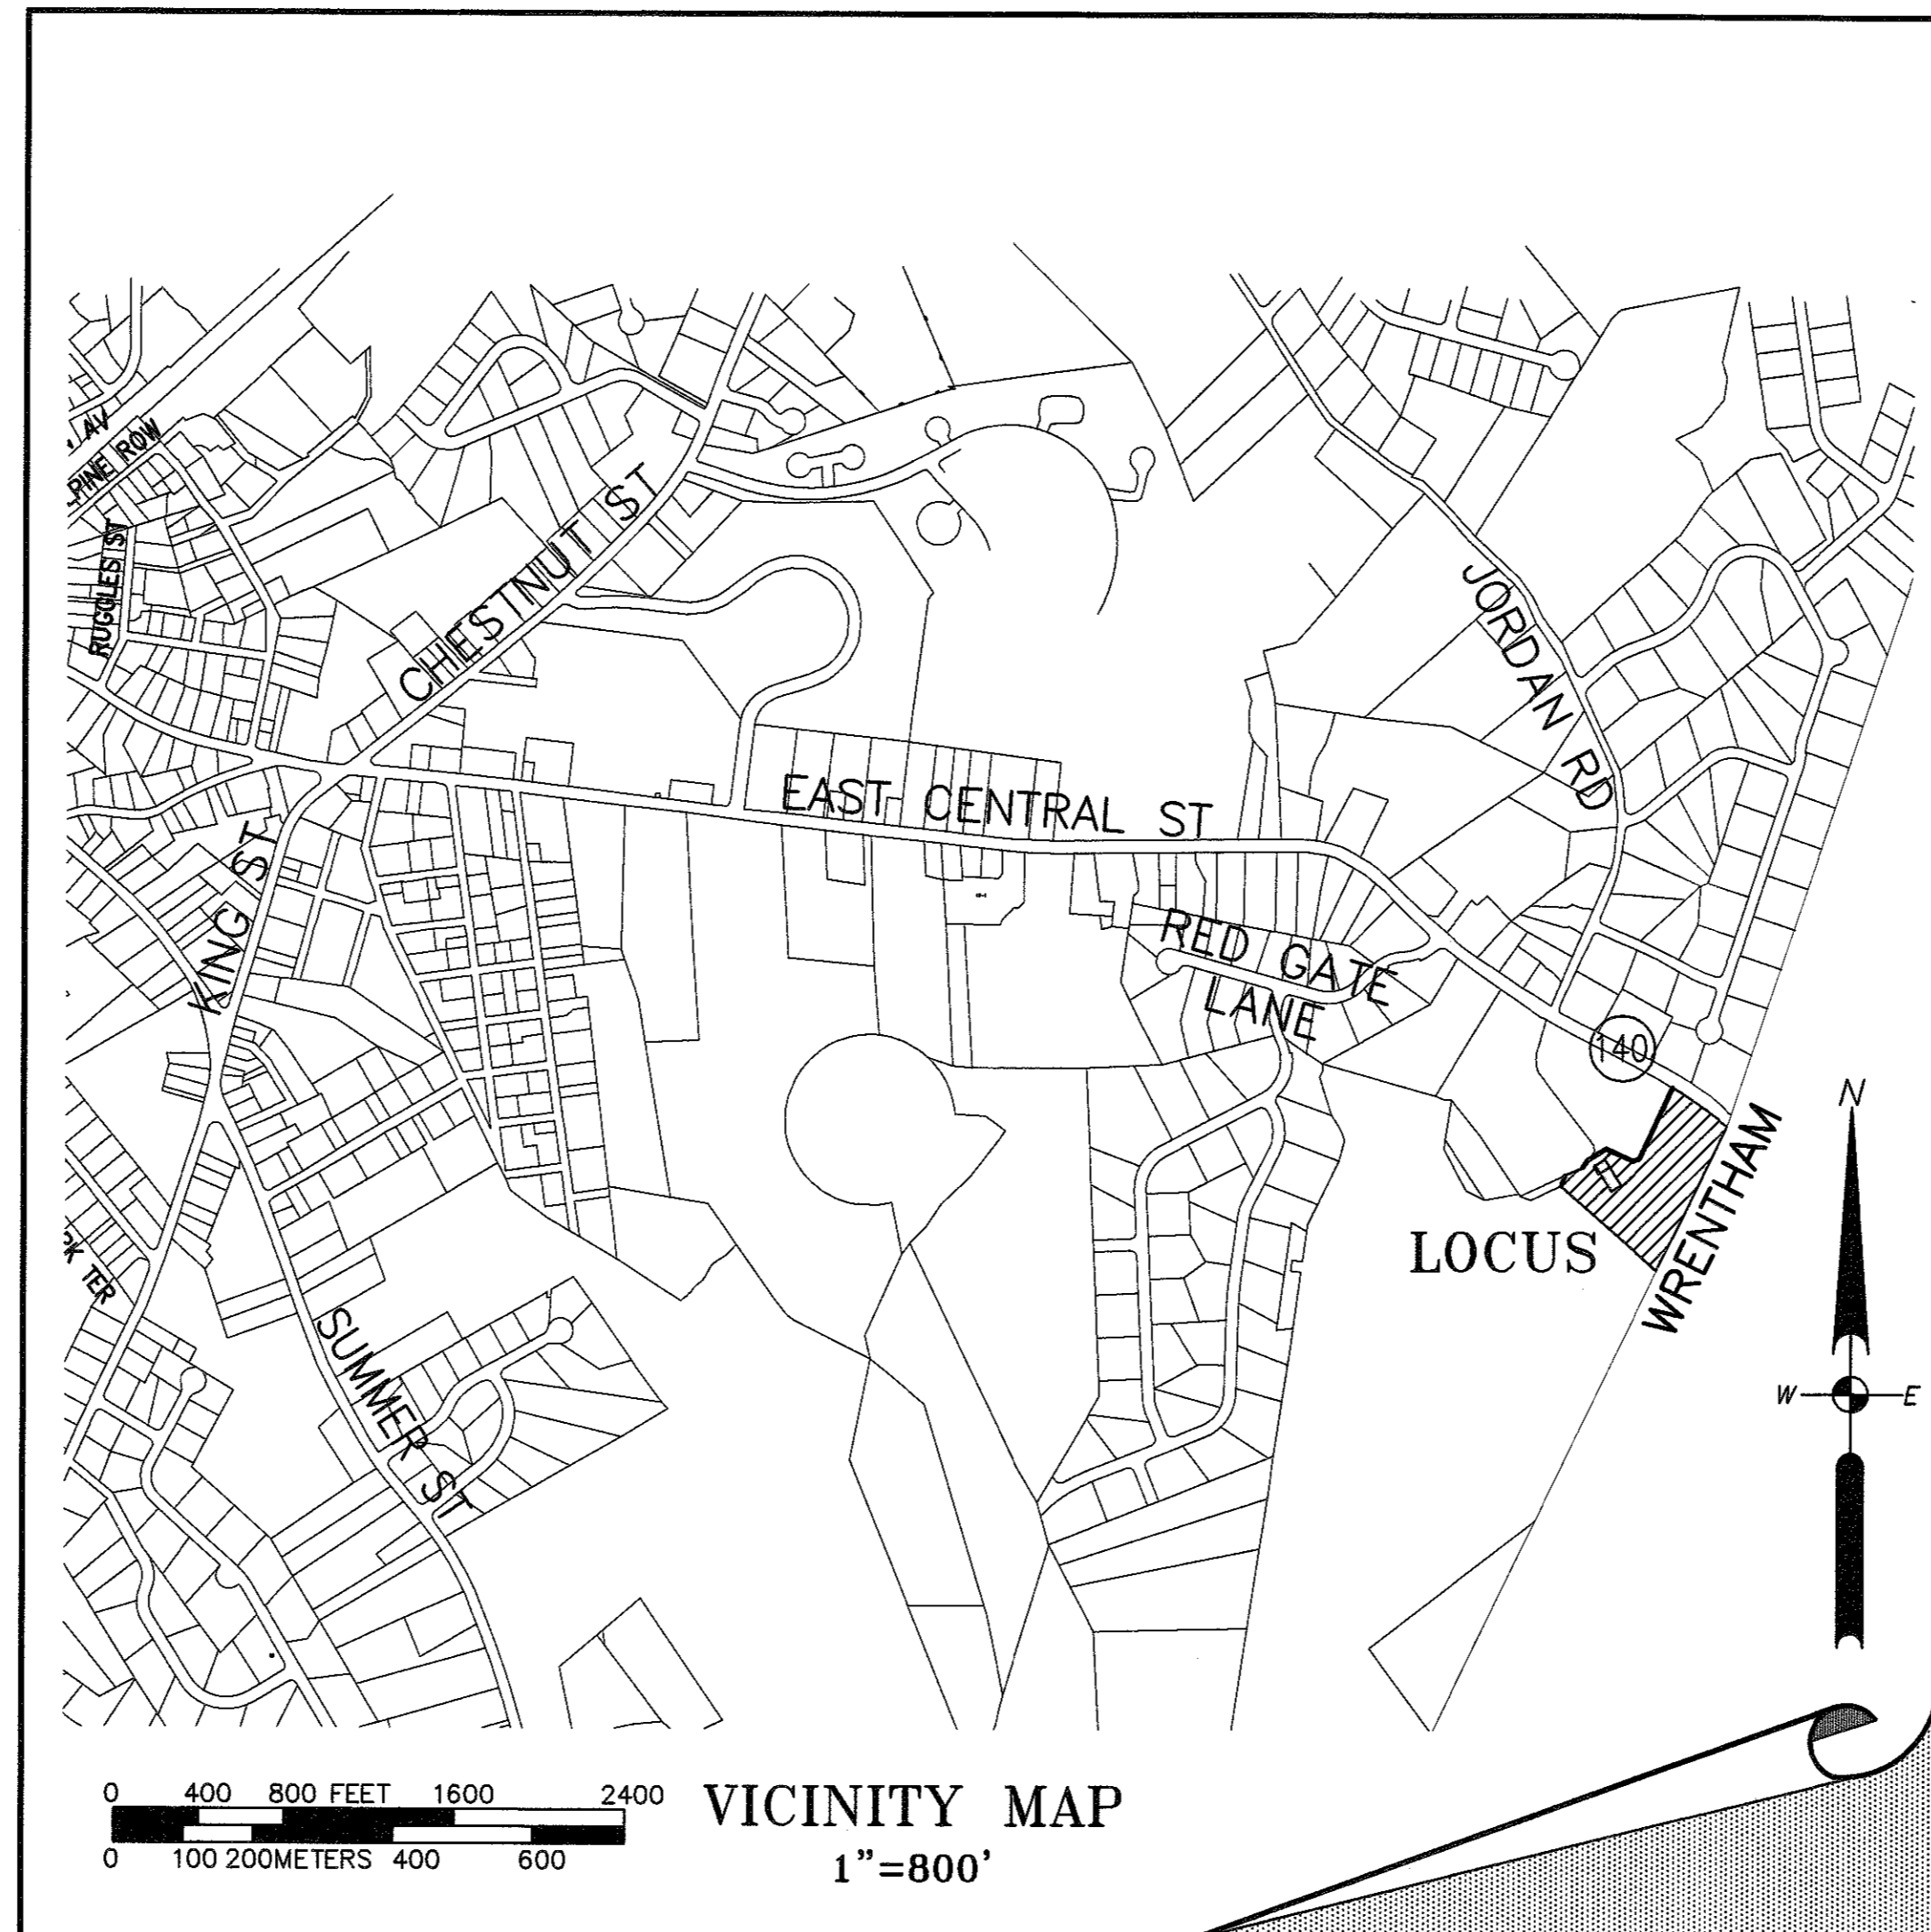 AV
PINE ROW
RUGGLES ST
CHESTNUT ST
JORDAN RD
EAST CENTRAL ST
KING ST
RED GATE
LANE
140
N
W E
WRENTHAM
LOCUS
TER
SUMMER ST
0 400 800 FEET 1600 2400
0 100 200METERS 400 600
VICINITY MAP
1"=800'